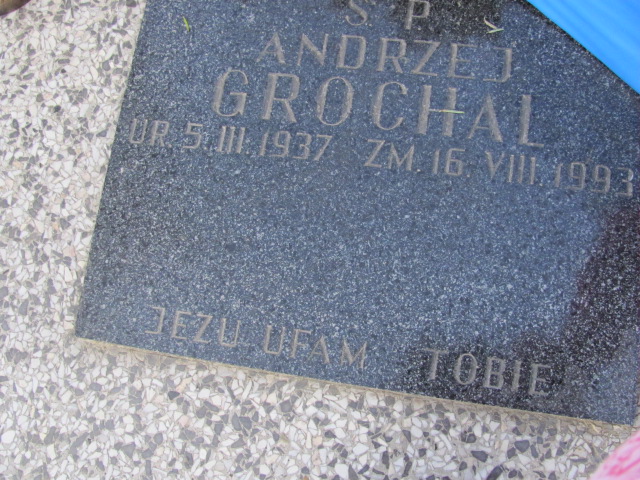 Ś P
ANDRZEJ
GROCHAL
UR. 5. III. 1937 ZM. 16 VIII. 1993
JEZU UFAM TOBIE